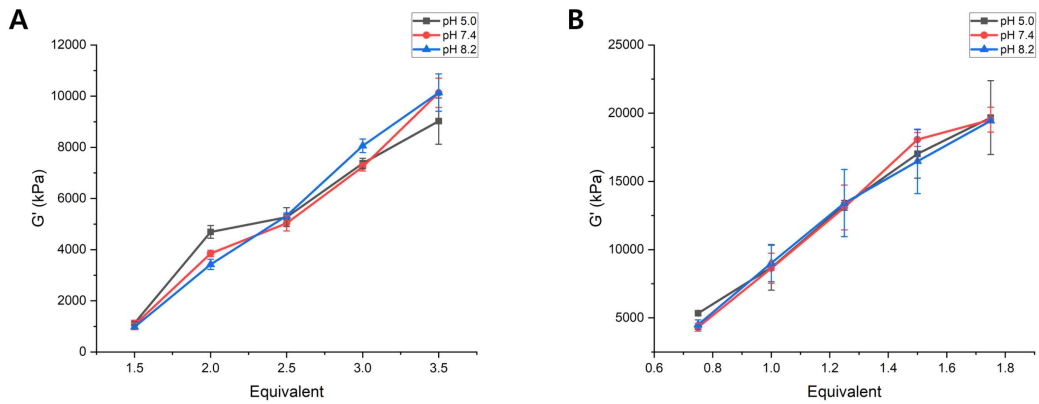 A
pH 5.0
pH 7.4
pH 8.2
12000
10000
8000
6000
4000
2000
0
G' (kPa)
1.5 2.0 2.5 3.0 3.5
Equivalent
B
pH 5.0
pH 7.4
pH 8.2
25000
20000
15000
10000
5000
G' (kPa)
0.6 0.8 1.0 1.2 1.4 1.6 1.8
Equivalent